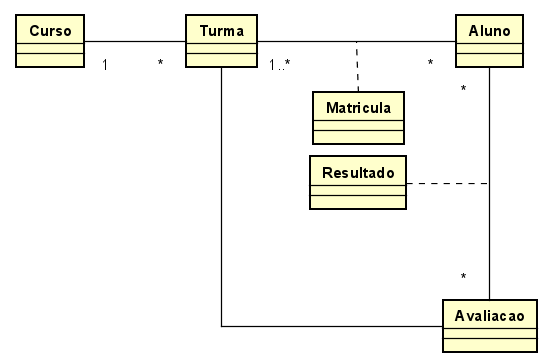 Curso
Turma
Aluno
1
*
1..*
*
*
Matricula
Resultado
*
Avaliacao